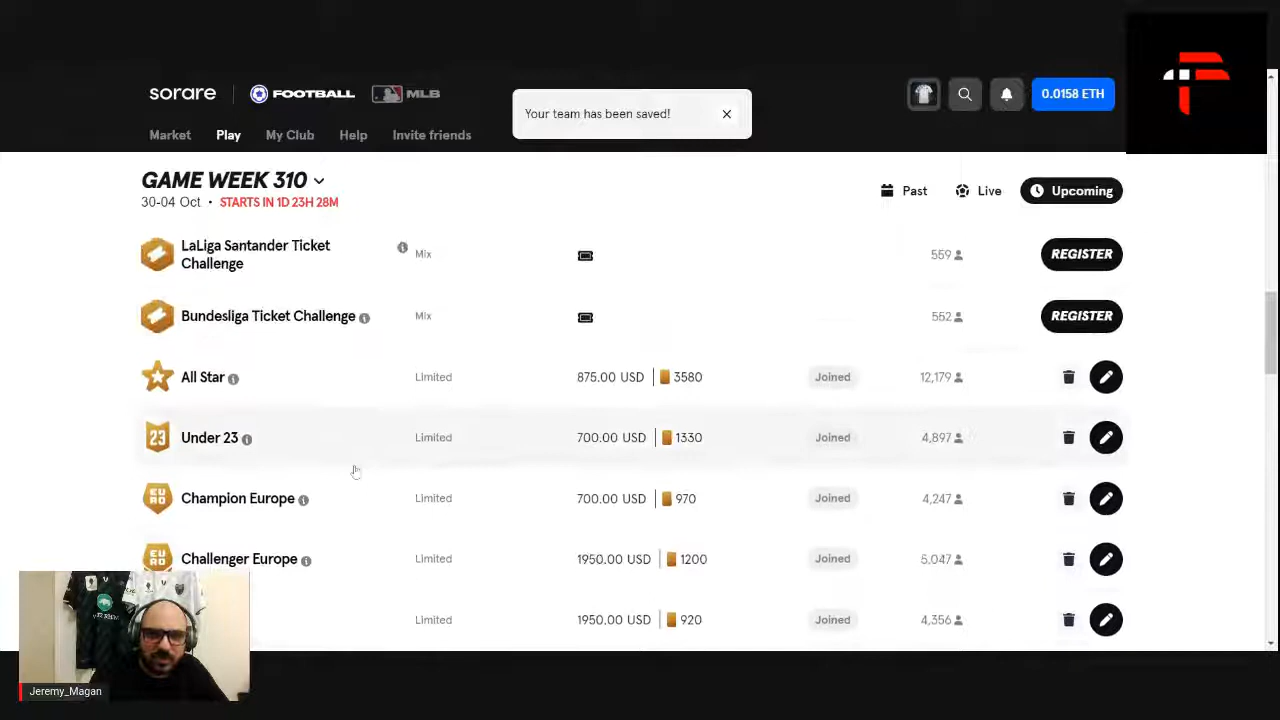 sorare FOOTBALL MLB
0.0158 ETH
Your team has been saved!
Market Play My Club Help Invite friends
GAME WEEK 310
30-04 Oct • STARTS IN 1D 23H 28M
Past Live Upcoming
LaLiga Santander Ticket
Challenge
Mix 559 REGISTER
Bundesliga Ticket Challenge Mix 552 REGISTER
All Star Limited 875.00 USD 3580 Joined 12,179
23 Under 23 Limited 700.00 USD 1330 Joined 4,897
EURO Champion Europe Limited 700.00 USD 970 Joined 4,247
EURO Challenger Europe Limited 1950.00 USD 1200 Joined 5,047
Limited 1950.00 USD 920 Joined 4,356
Jeremy_Magan